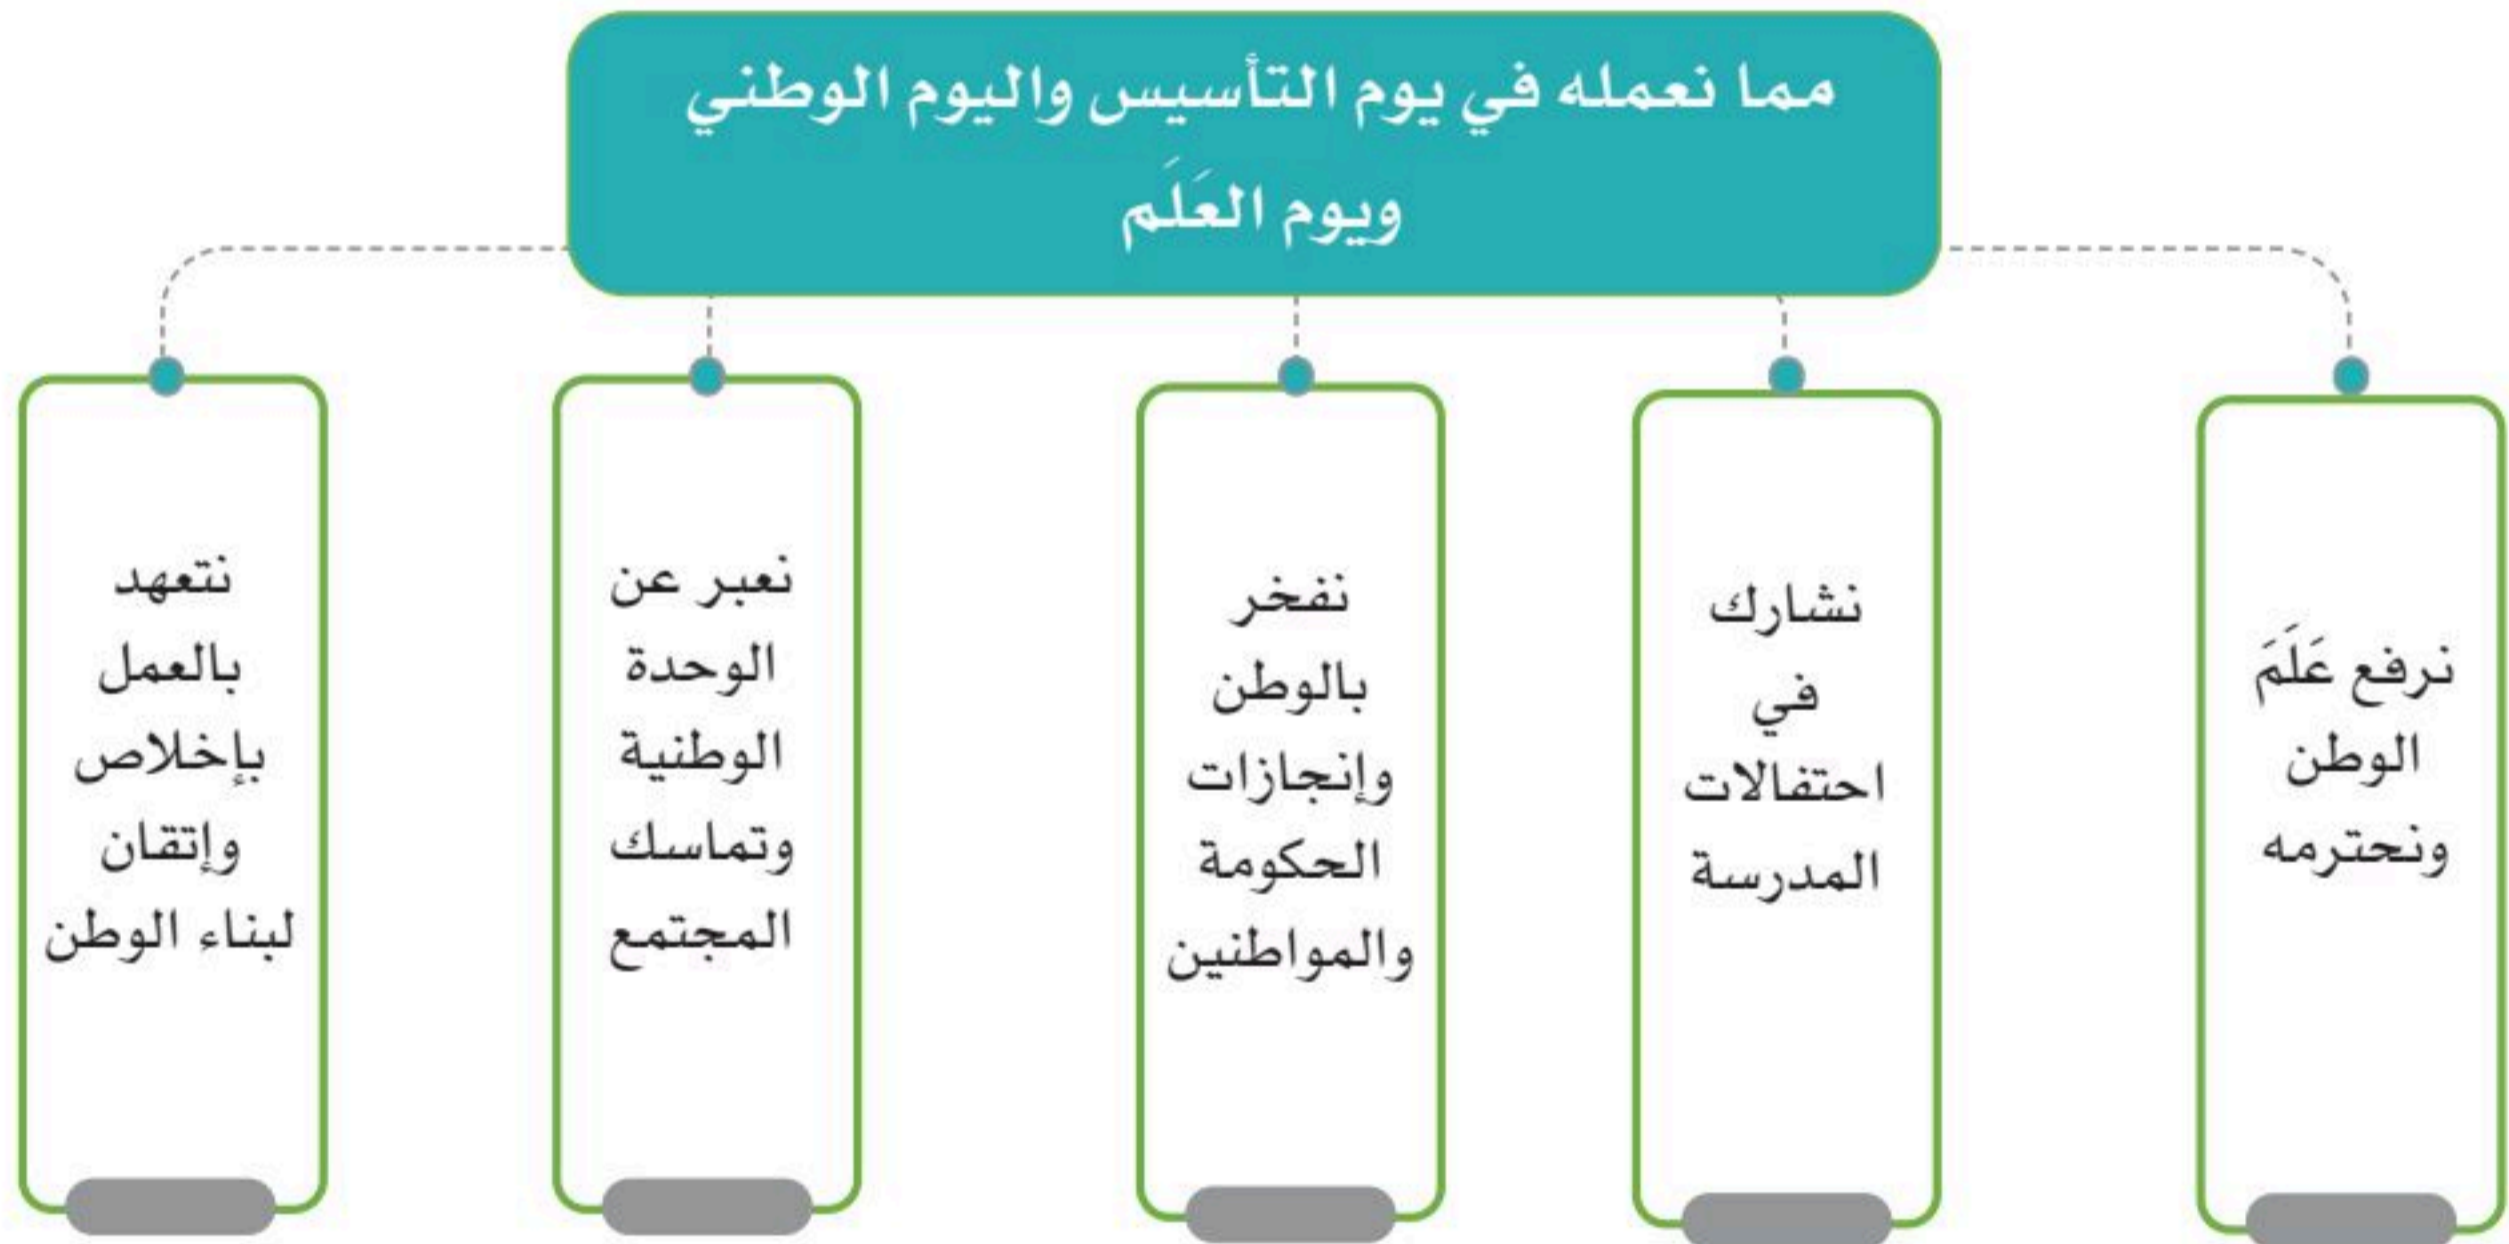 مما نعمله في يوم التأسيس واليوم الوطني
ويوم العَلَم
نرفع عَلَمَ
الوطن
ونحترمه
نشارك
في
احتفالات
المدرسة
نفخر
بالوطن
وإنجازات
الحكومة
والمواطنين
نعبر عن
الوحدة
الوطنية
وتماسك
المجتمع
نتعهد
بالعمل
بإخلاص
وإتقان
لبناء الوطن